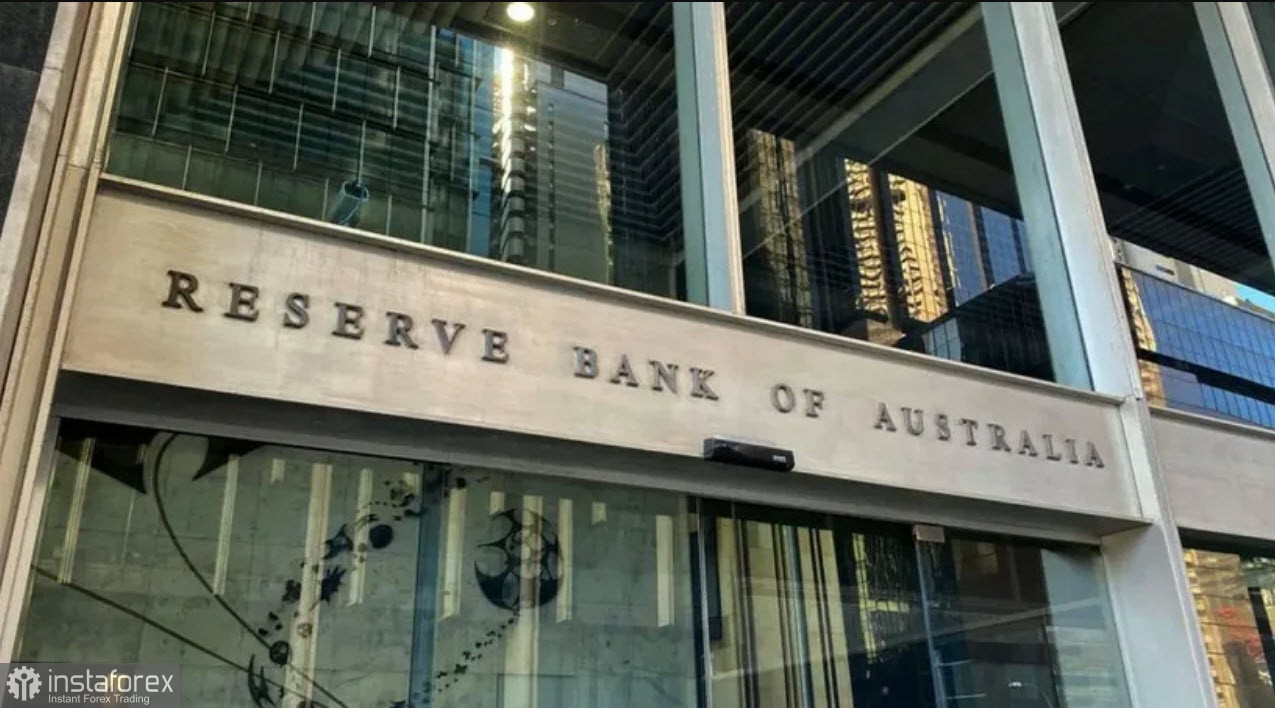 RESERVE BANK OF AUSTRALIA
instaforex
Instant Forex Trading